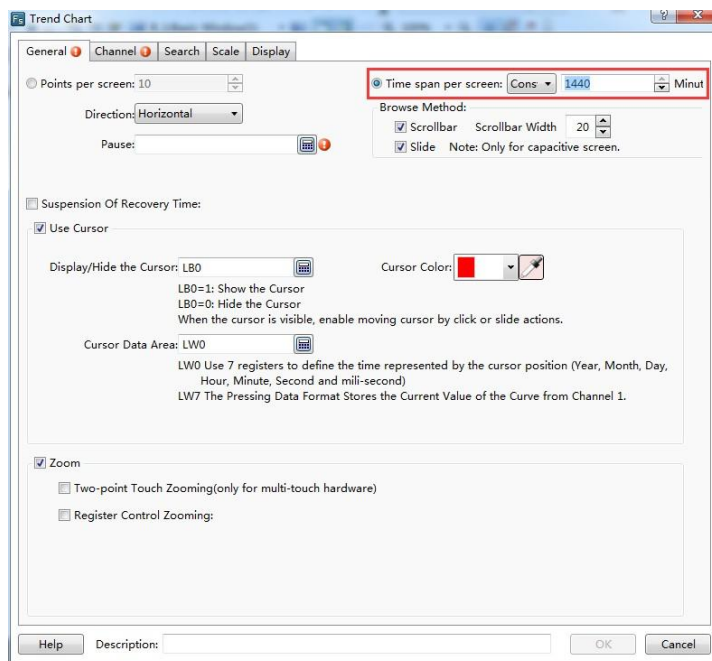 Fs Trend Chart
General Channel Search Scale Display
Points per screen: 10
Time span per screen: Cons 1440 Minut
Direction: Horizontal
Browse Method:
Scrollbar Scrollbar Width 20
Pause:
Slide Note: Only for capacitive screen.
Suspension Of Recovery Time:
Use Cursor
Display/Hide the Cursor: LB0
Cursor Color:
LB0=1: Show the Cursor
LB0=0: Hide the Cursor
When the cursor is visible, enable moving cursor by click or slide actions.
Cursor Data Area: LW0
LW0 Use 7 registers to define the time represented by the cursor position (Year, Month, Day,
Hour, Minute, Second and mili-second)
LW7 The Pressing Data Format Stores the Current Value of the Curve from Channel 1.
Zoom
Two-point Touch Zooming(only for multi-touch hardware)
Register Control Zooming:
Help Description: OK Cancel